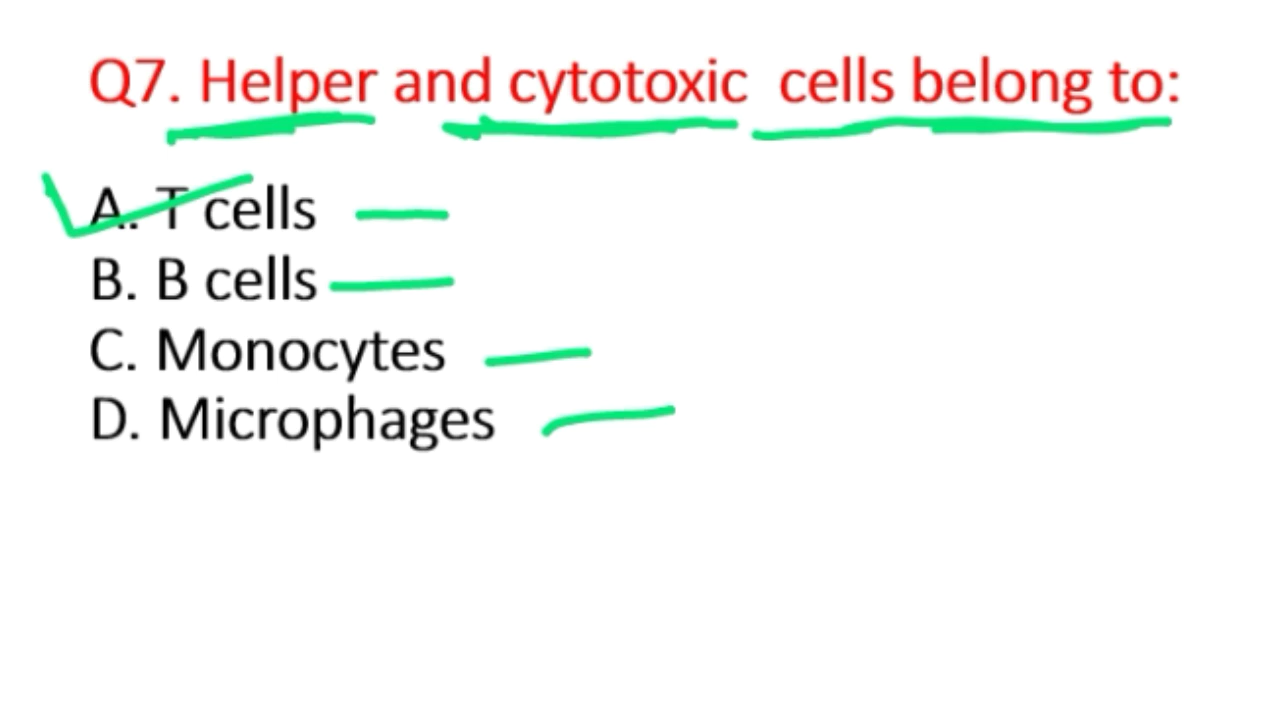 Q7. Helper and cytotoxic cells belong to:
A. T cells
B. B cells
C. Monocytes
D. Microphages